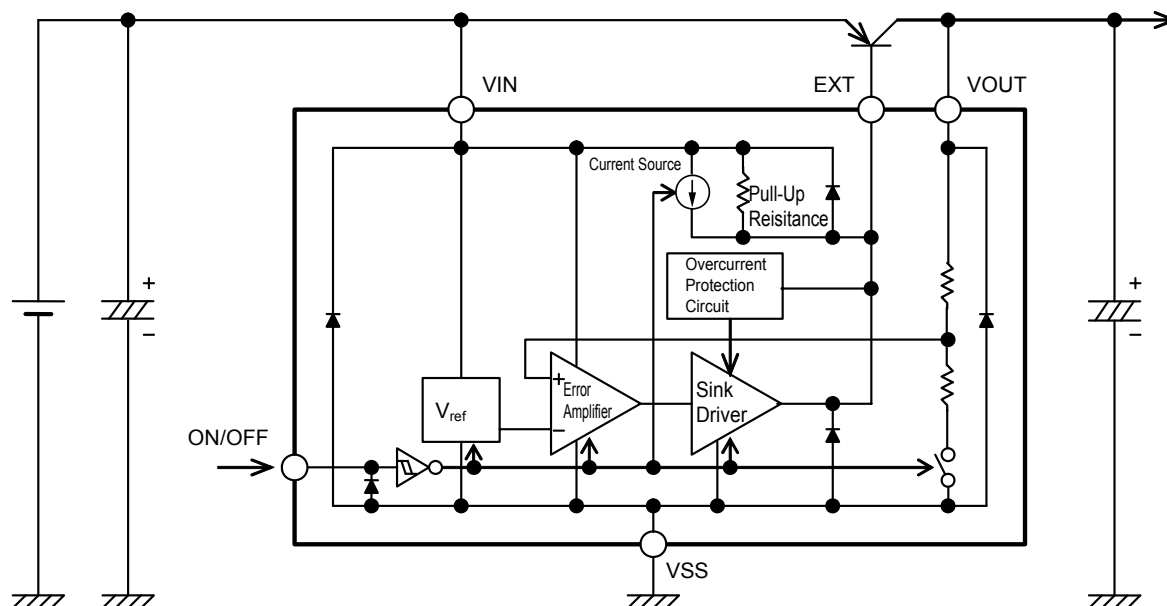 VIN
EXT
VOUT
Current Source
Pull-Up
Reisitance
Overcurrent
Protection
Circuit
+
−
+
−
Vref
+
−
Error
Amplifier
Sink
Driver
ON/OFF
VSS